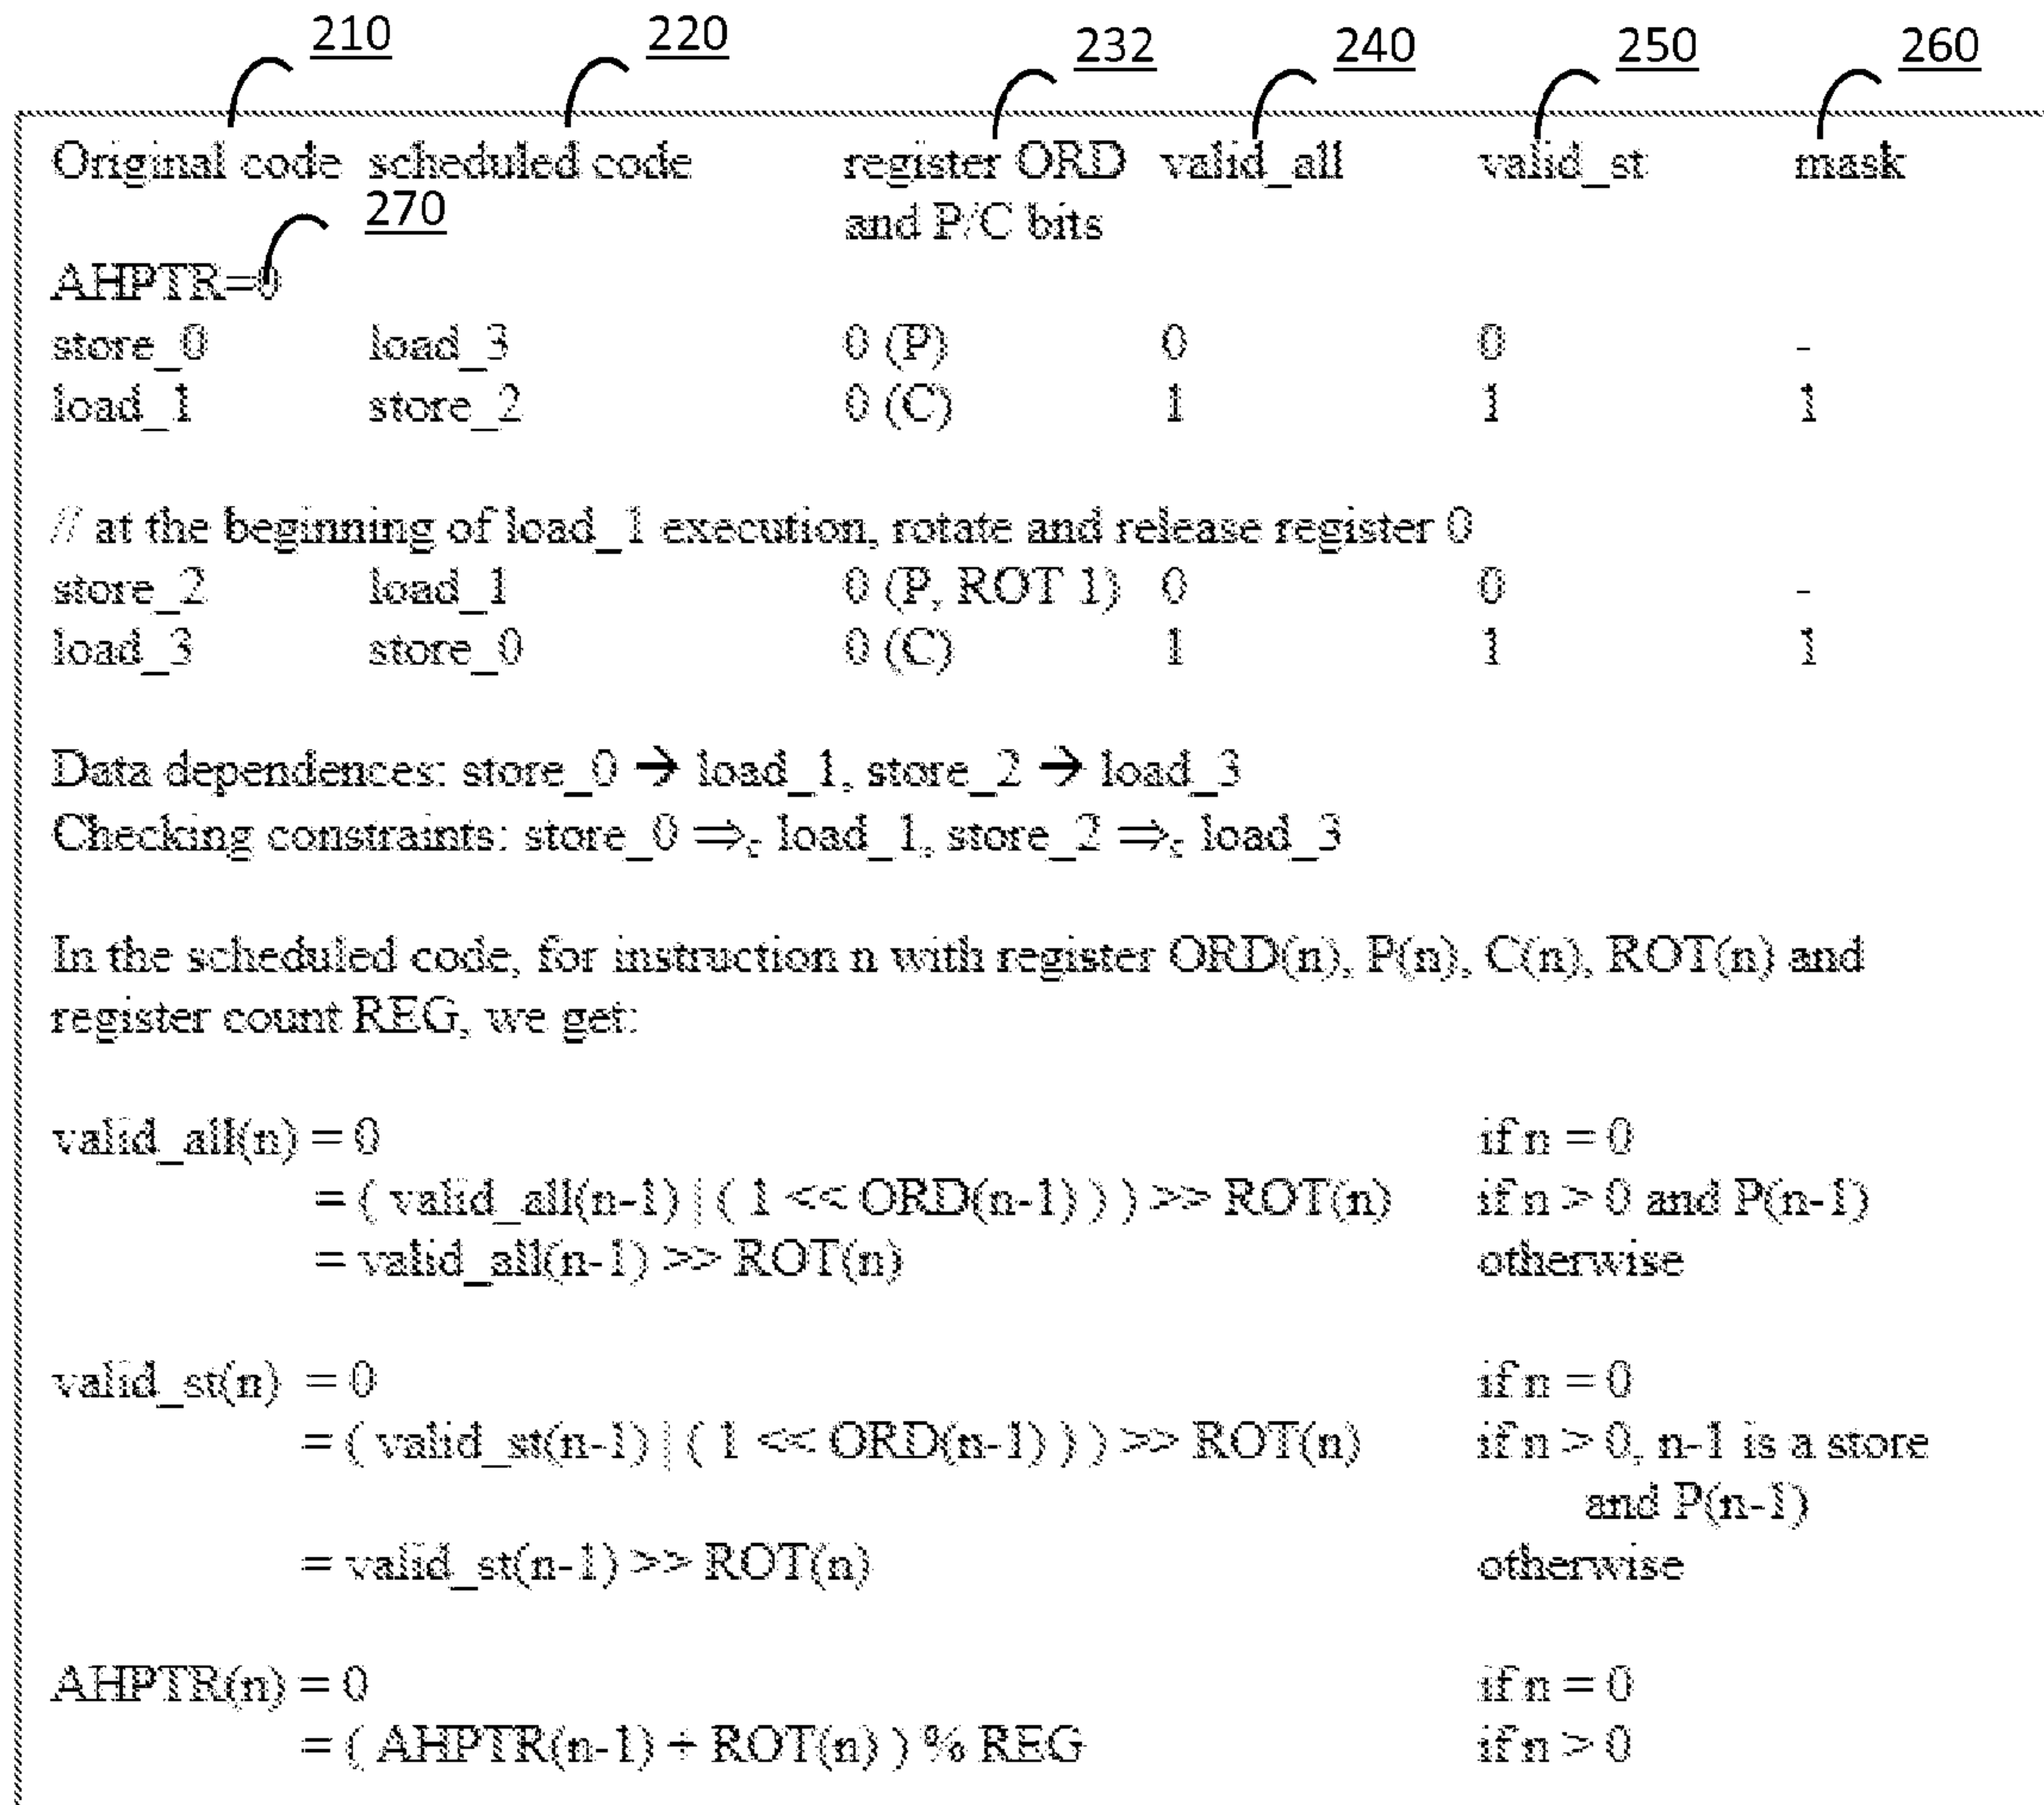 210 220 232 240 250 260
Original code scheduled code register ORD valid_all valid_st mask
270 and P/C bits
AHPTR=0
store_0 load_3 0 (P) 0 0 -
load_1 store_2 0 (C) 1 1 1
// at the beginning of load_1 execution, rotate and release register 0
store_2 load_1 0 (P, ROT 1) 0 0 -
load_3 store_0 0 (C) 1 1 1
Data dependences: store_0 → load_1, store_2 → load_3
Checking constraints: store_0 ⇒c load_1, store_2 ⇒c load_3
In the scheduled code, for instruction n with register ORD(n), P(n), C(n), ROT(n) and
register count REG, we get:
valid_all(n) = 0 if n = 0
= ( valid_all(n-1) | ( 1 << ORD(n-1) ) ) >> ROT(n) if n > 0 and P(n-1)
= valid_all(n-1) >> ROT(n) otherwise
valid_st(n) = 0 if n = 0
= ( valid_st(n-1) | ( 1 << ORD(n-1) ) ) >> ROT(n) if n > 0, n-1 is a store
and P(n-1)
= valid_st(n-1) >> ROT(n) otherwise
AHPTR(n) = 0 if n = 0
= ( AHPTR(n-1) + ROT(n) ) % REG if n > 0